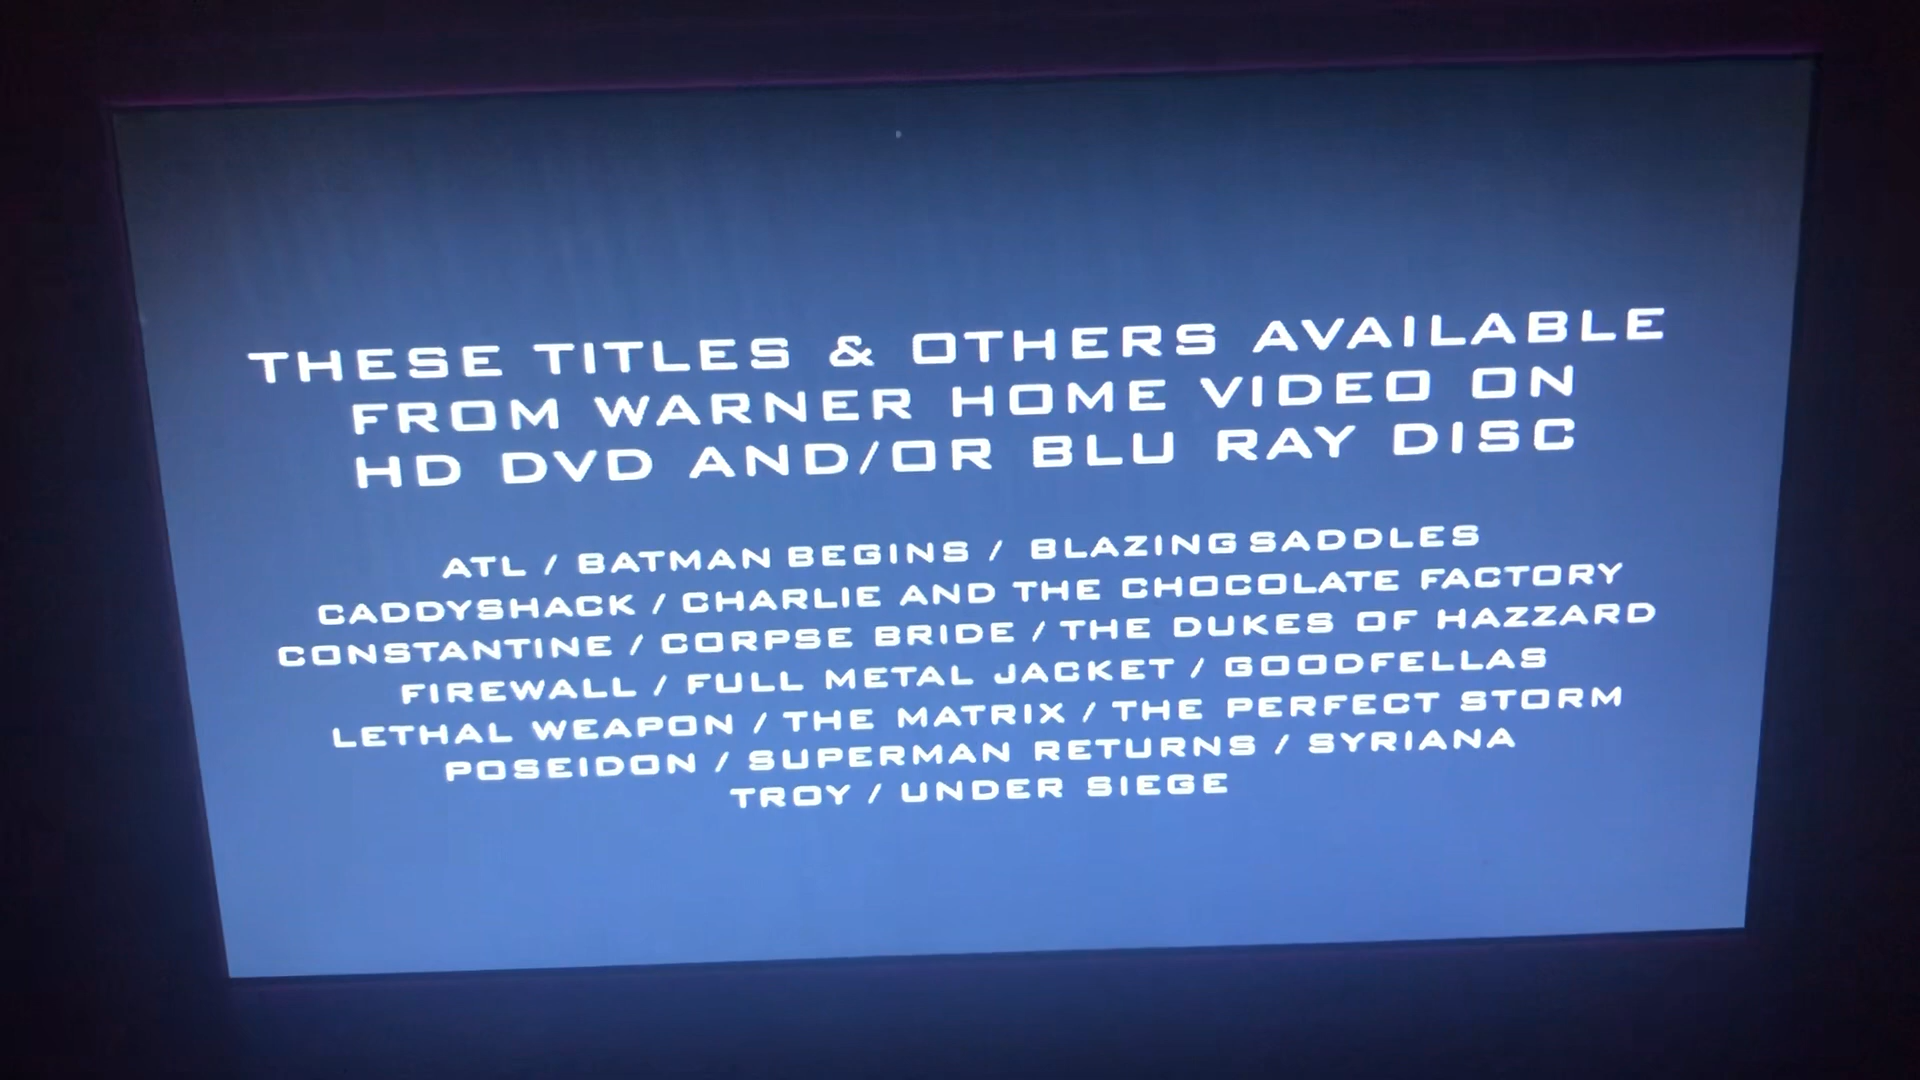 THESE TITLES & OTHERS AVAILABLE
FROM WARNER HOME VIDEO ON
HD DVD AND/OR BLU RAY DISC
ATL / BATMAN BEGINS / BLAZING SADDLES
CADDYSHACK / CHARLIE AND THE CHOCOLATE FACTORY
CONSTANTINE / CORPSE BRIDE / THE DUKES OF HAZZARD
FIREWALL / FULL METAL JACKET / GOODFELLAS
LETHAL WEAPON / THE MATRIX / THE PERFECT STORM
POSEIDON / SUPERMAN RETURNS / SYRIANA
TROY / UNDER SIEGE